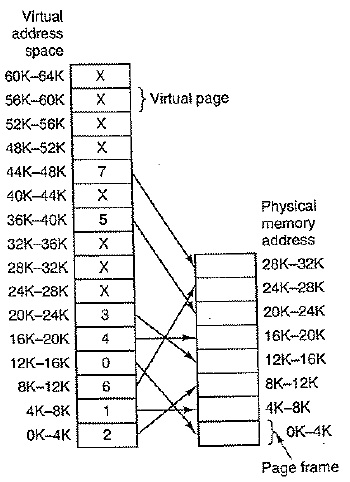 Virtual
address
space
60K–64K X
56K–60K X } Virtual page
52K–56K X
48K–52K X
44K–48K 7
40K–44K X
36K–40K 5
32K–36K X
28K–32K X
24K–28K X
20K–24K 3
16K–20K 4
12K–16K 0
8K–12K 6
4K–8K 1
0K–4K 2
Physical
memory
address
28K–32K
24K–28K
20K–24K
16K–20K
12K–16K
8K–12K
4K–8K
} 0K–4K
Page frame